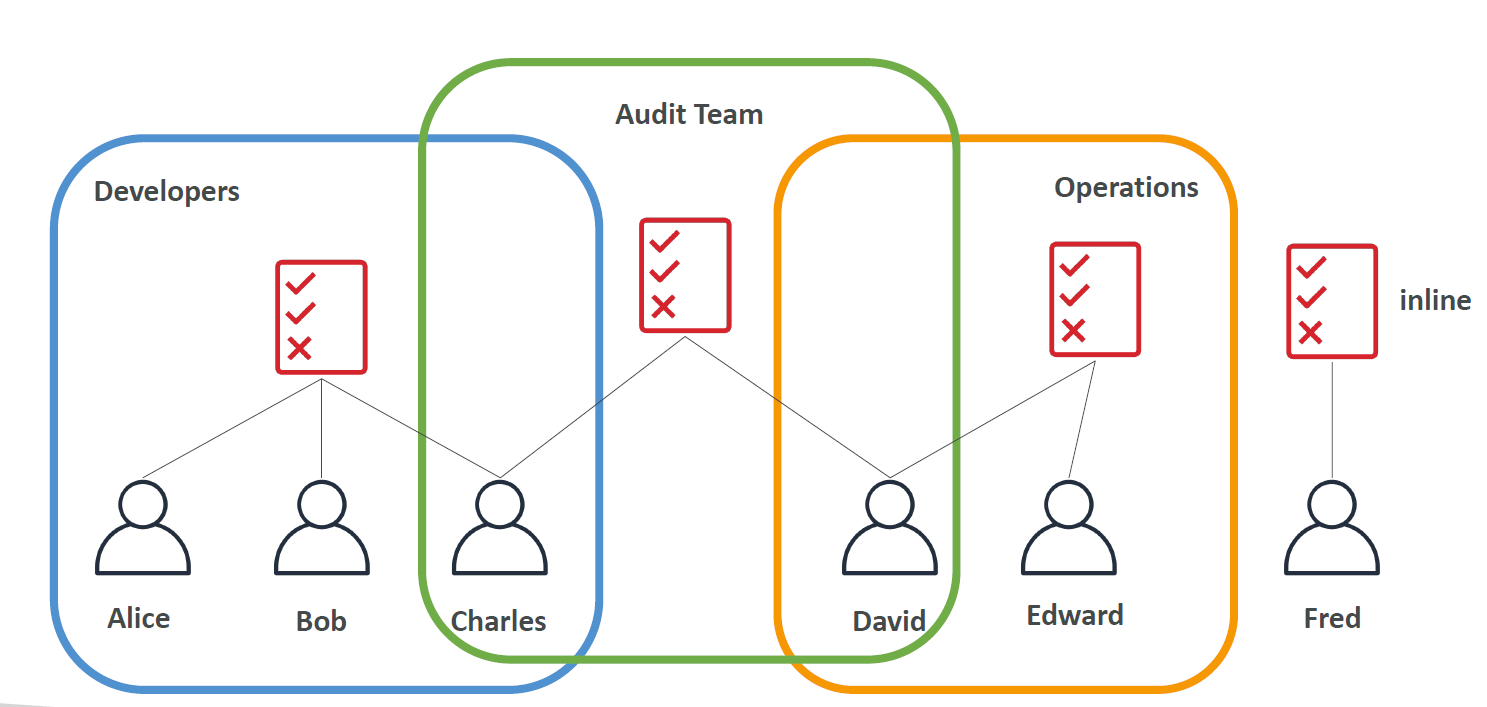 Audit Team
Developers
Operations
inline
Alice
Bob
Charles
David
Edward
Fred